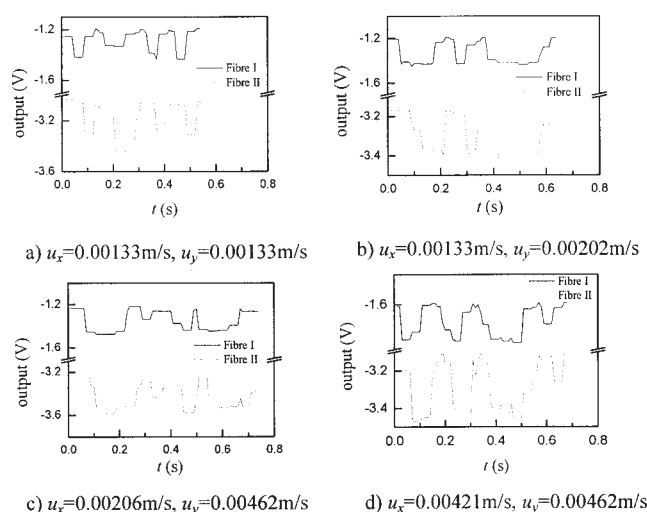 -1.2
-1.6
-3.2
-3.6
output (V)
Fibre I
Fibre II
0.0 0.2 0.4 0.6 0.8
t (s)
a) uₓ=0.00133m/s, u_y=0.00133m/s
-1.2
-1.6
-3.2
-3.4
output (V)
Fibre I
Fibre II
0.0 0.2 0.4 0.6 0.8
t (s)
b) uₓ=0.00133m/s, u_y=0.00202m/s
-1.2
-1.6
-3.2
-3.6
output (V)
Fibre I
Fibre II
0.0 0.2 0.4 0.6 0.8
t (s)
c) uₓ=0.00206m/s, u_y=0.00462m/s
Fibre I
Fibre II
-1.6
-3.2
-3.4
output (V)
0.0 0.2 0.4 0.6 0.8
t (s)
d) uₓ=0.00421m/s, u_y=0.00462m/s